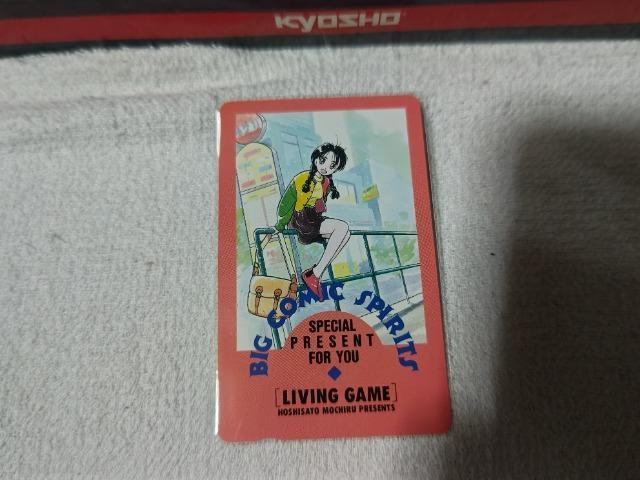 KYOSHO
BIG COMIC SPIRITS
SPECIAL
PRESENT
FOR YOU
[LIVING GAME]
HOSHISATO MOCHIRU PRESENTS